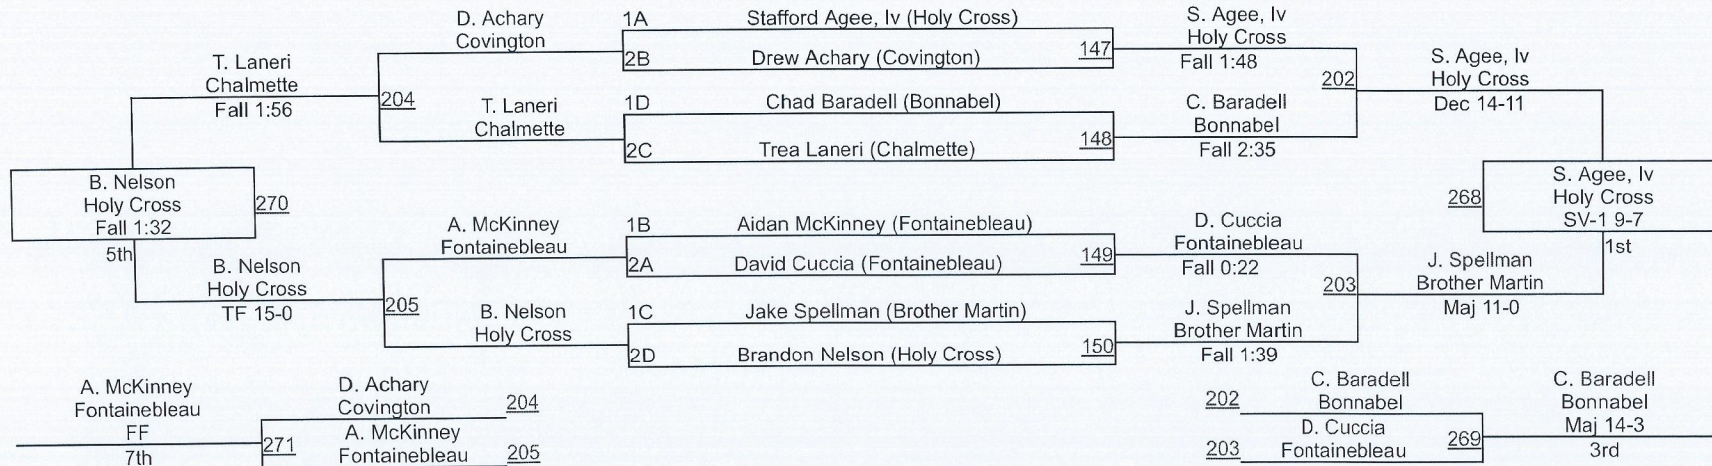 D. Achary
Covington
1A Stafford Agee, Iv (Holy Cross)
2B Drew Achary (Covington) 147
S. Agee, Iv
Holy Cross
Fall 1:48
T. Laneri
Chalmette
Fall 1:56
204
T. Laneri
Chalmette
1D Chad Baradell (Bonnabel)
2C Trea Laneri (Chalmette) 148
C. Baradell
Bonnabel
Fall 2:35
202
S. Agee, Iv
Holy Cross
Dec 14-11
B. Nelson
Holy Cross
Fall 1:32
270
5th
A. McKinney
Fontainebleau
1B Aidan McKinney (Fontainebleau)
2A David Cuccia (Fontainebleau) 149
D. Cuccia
Fontainebleau
Fall 0:22
268
S. Agee, Iv
Holy Cross
SV-1 9-7
1st
B. Nelson
Holy Cross
TF 15-0
205
B. Nelson
Holy Cross
1C Jake Spellman (Brother Martin)
2D Brandon Nelson (Holy Cross) 150
J. Spellman
Brother Martin
Fall 1:39
203
J. Spellman
Brother Martin
Maj 11-0
A. McKinney
Fontainebleau
FF
7th
271
D. Achary
Covington
204
A. McKinney
Fontainebleau
205
202
C. Baradell
Bonnabel
203
D. Cuccia
Fontainebleau
269
C. Baradell
Bonnabel
Maj 14-3
3rd